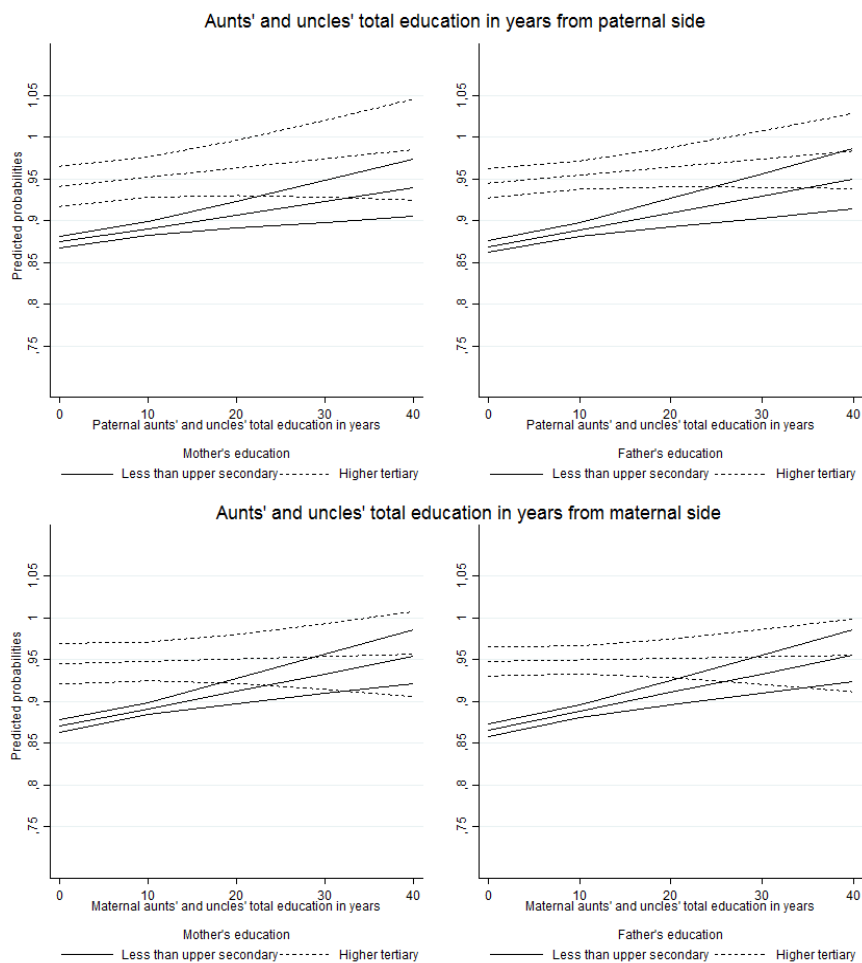 Aunts' and uncles' total education in years from paternal side
Predicted probabilities
1,05
1
,95
,9
,85
,8
,75
0 10 20 30 40
Paternal aunts' and uncles' total education in years
Mother's education
Less than upper secondary Higher tertiary
1,05
1
,95
,9
,85
,8
,75
0 10 20 30 40
Paternal aunts' and uncles' total education in years
Father's education
Less than upper secondary Higher tertiary
Aunts' and uncles' total education in years from maternal side
Predicted probabilities
1,05
1
,95
,9
,85
,8
,75
0 10 20 30 40
Maternal aunts' and uncles' total education in years
Mother's education
Less than upper secondary Higher tertiary
1,05
1
,95
,9
,85
,8
,75
0 10 20 30 40
Maternal aunts' and uncles' total education in years
Father's education
Less than upper secondary Higher tertiary